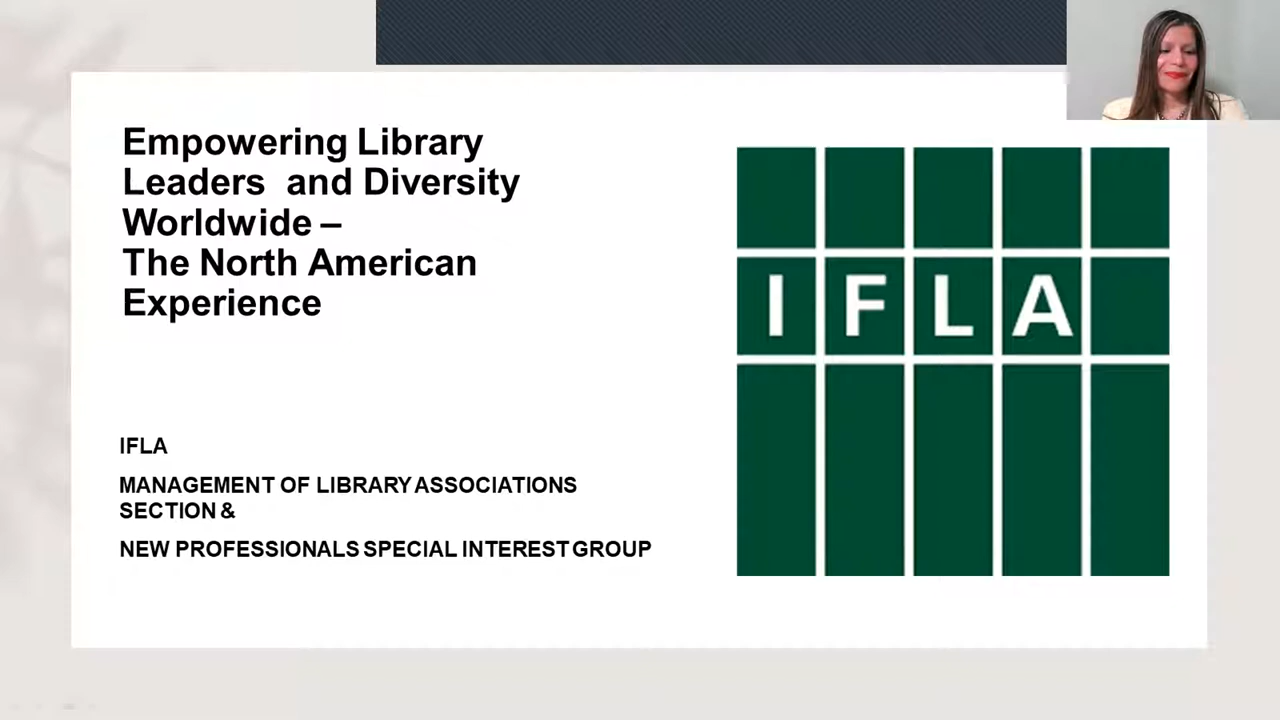 Empowering Library
Leaders and Diversity
Worldwide –
The North American
Experience
IFLA
MANAGEMENT OF LIBRARY ASSOCIATIONS
SECTION &
NEW PROFESSIONALS SPECIAL INTEREST GROUP
IFLA